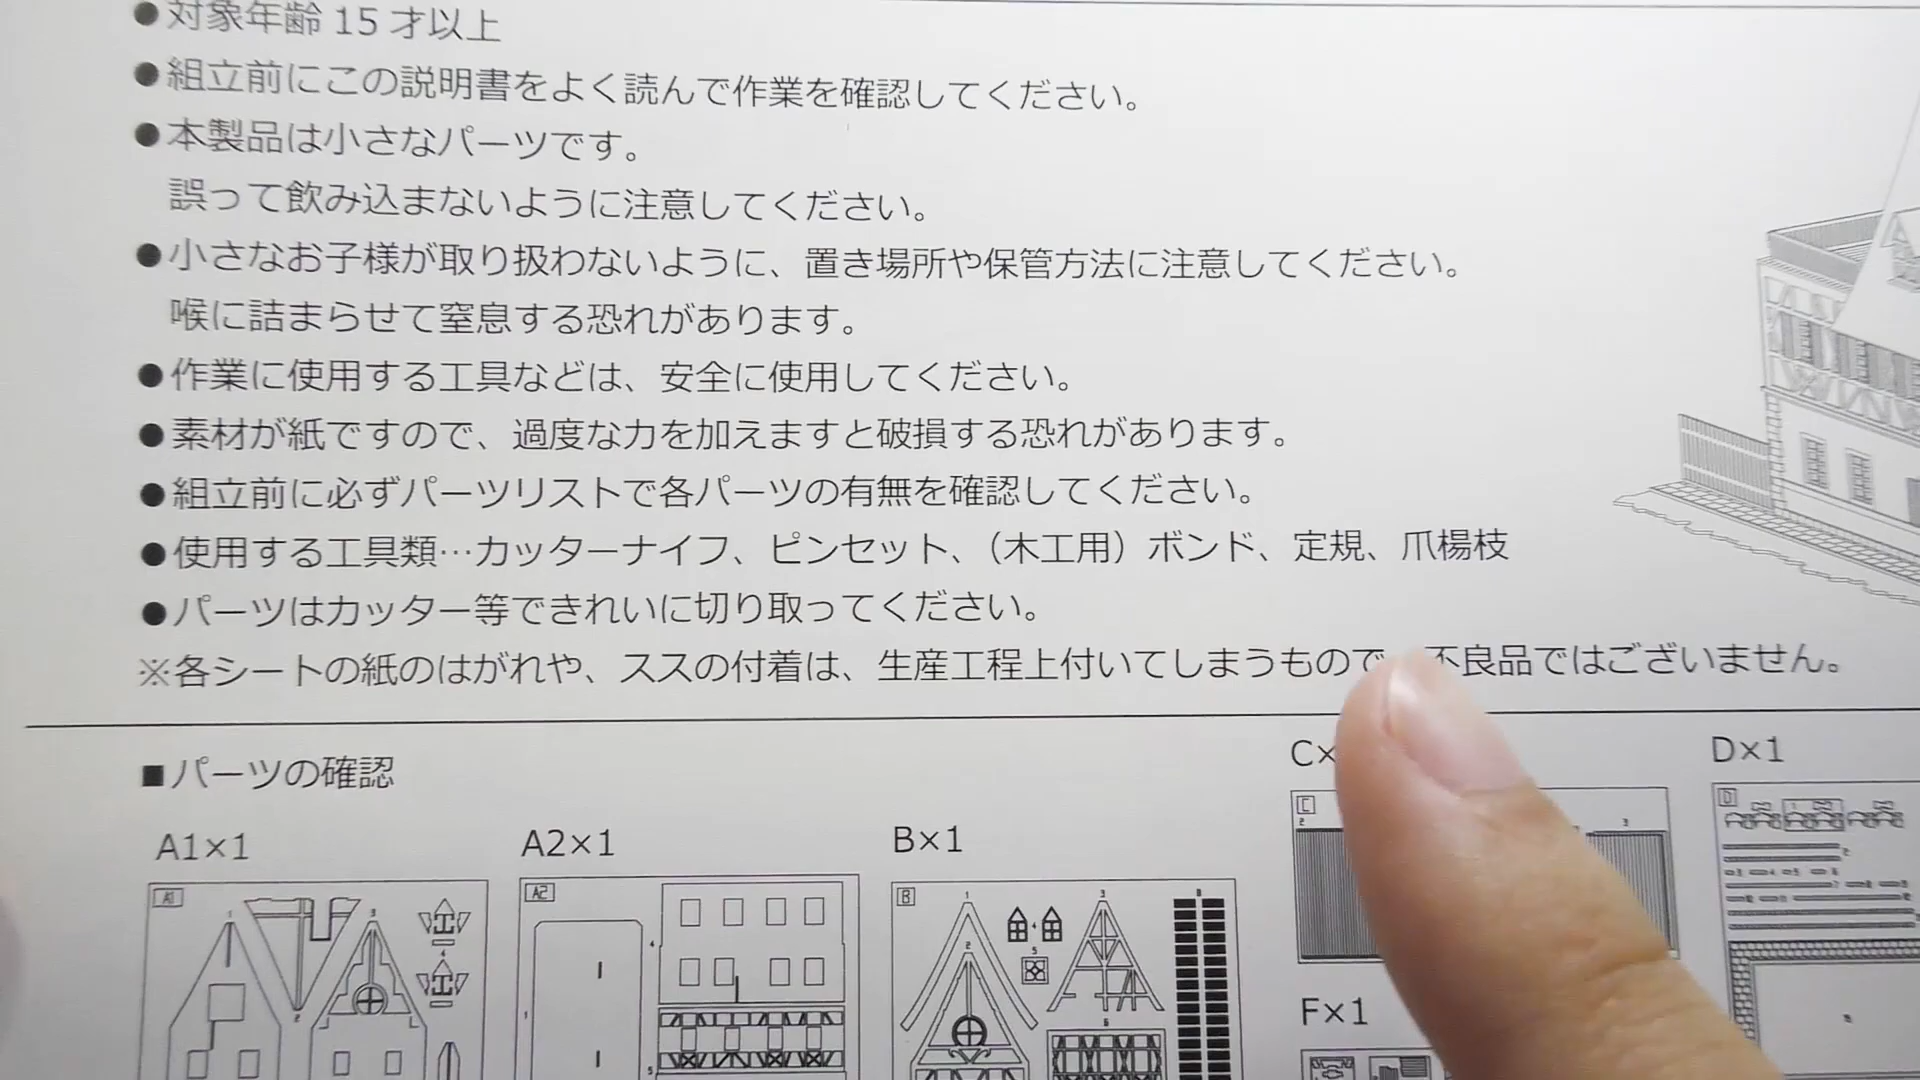 ●対象年齢 15 才以上
●組立前にこの説明書をよく読んで作業を確認してください。
●本製品は小さなパーツです。
誤って飲み込まないように注意してください。
●小さなお子様が取り扱わないように、置き場所や保管方法に注意してください。
喉に詰まらせて窒息する恐れがあります。
●作業に使用する工具などは、安全に使用してください。
●素材が紙ですので、過度な力を加えますと破損する恐れがあります。
●組立前に必ずパーツリストで各パーツの有無を確認してください。
●使用する工具類…カッターナイフ、ピンセット、（木工用）ボンド、定規、爪楊枝
●パーツはカッター等できれいに切り取ってください。
※各シートの紙のはがれや、ススの付着は、生産工程上付いてしまうもので 不良品ではございません。
■パーツの確認
A1×1
A2×1
B×1
C×
D×1
A1
A2
B
C
D
F×1